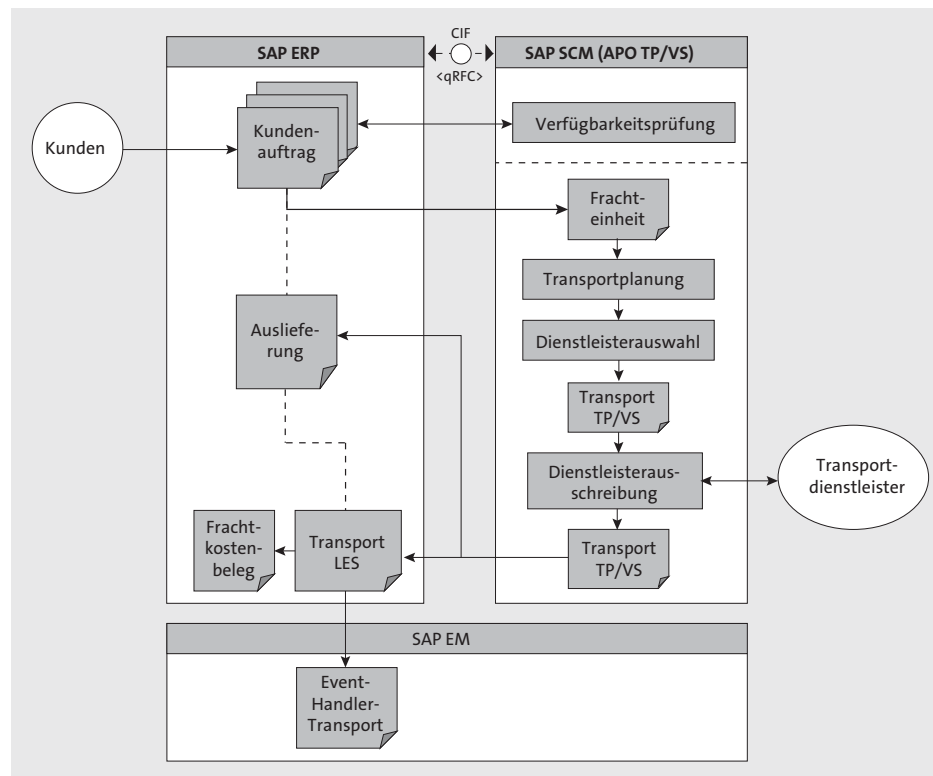 CIF
SAP ERP
SAP SCM (APO TP/VS)
<qRFC>
Kunden
Kunden-
auftrag
Verfügbarkeitsprüfung
Fracht-
einheit
Transportplanung
Ausliefe-
rung
Dienstleisterauswahl
Transport
TP/VS
Dienstleisteraus-
schreibung
Transport-
dienstleister
Fracht-
kosten-
beleg
Transport
LES
Transport
TP/VS
SAP EM
Event-
Handler-
Transport